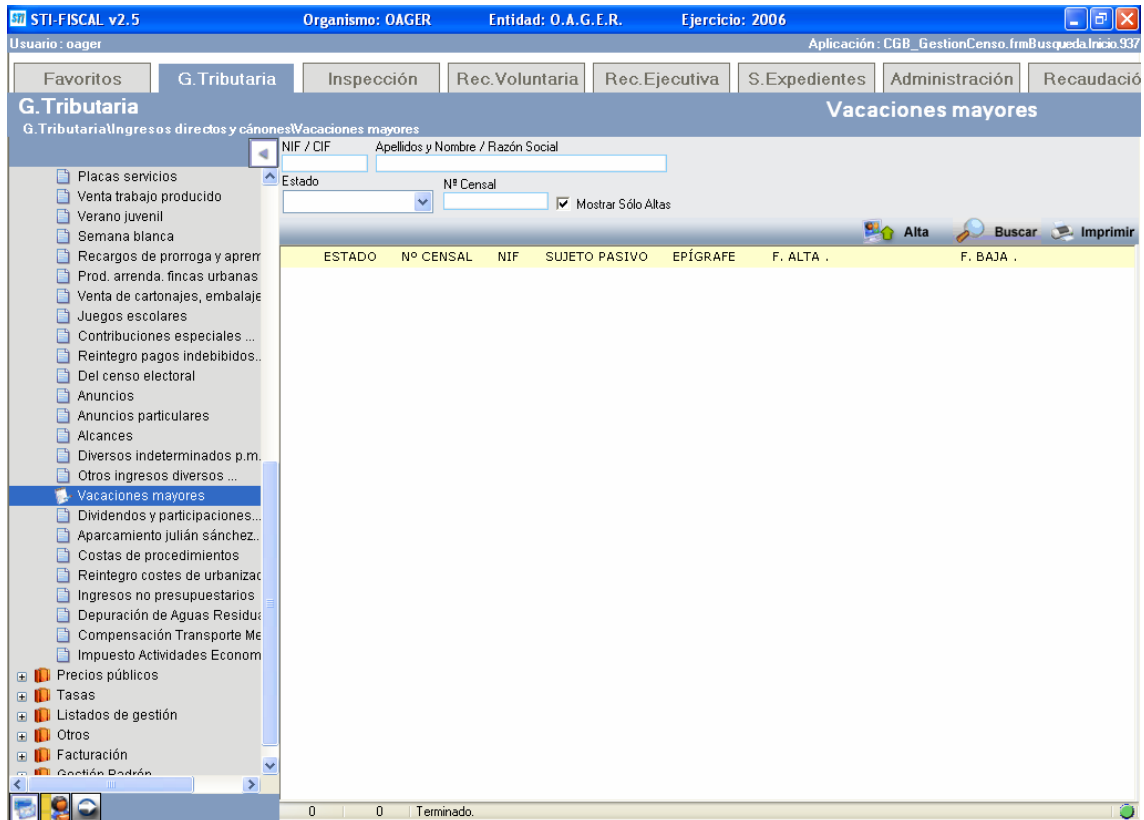 STI STI-FISCAL v2.5 Organismo: OAGER Entidad: O.A.G.E.R. Ejercicio: 2006
Usuario: oager Aplicación: CGB_GestionCenso.frmBusqueda.Inicio.937
Favoritos G.Tributaria Inspección Rec.Voluntaria Rec.Ejecutiva S.Expedientes Administración Recaudació
G.Tributaria Vacaciones mayores
G.Tributaria\Ingresos directos y cánones\Vacaciones mayores
NIF / CIF Apellidos y Nombre / Razón Social
Estado Nª Censal
Mostrar Sólo Altas
Alta Buscar Imprimir
ESTADO Nº CENSAL NIF SUJETO PASIVO EPÍGRAFE F. ALTA . F. BAJA .
Placas servicios
Venta trabajo producido
Verano juvenil
Semana blanca
Recargos de prorroga y aprem
Prod. arrenda. fincas urbanas
Venta de cartonajes, embalaje
Juegos escolares
Contribuciones especiales ...
Reintegro pagos indebibidos..
Del censo electoral
Anuncios
Anuncios particulares
Alcances
Diversos indeterminados p.m.
Otros ingresos diversos ...
Vacaciones mayores
Dividendos y participaciones...
Aparcamiento julián sánchez..
Costas de procedimientos
Reintegro costes de urbanizac
Ingresos no presupuestarios
Depuración de Aguas Residua
Compensación Transporte Me
Impuesto Actividades Econom
Precios públicos
Tasas
Listados de gestión
Otros
Facturación
Gestión Padrón
0 0 Terminado.